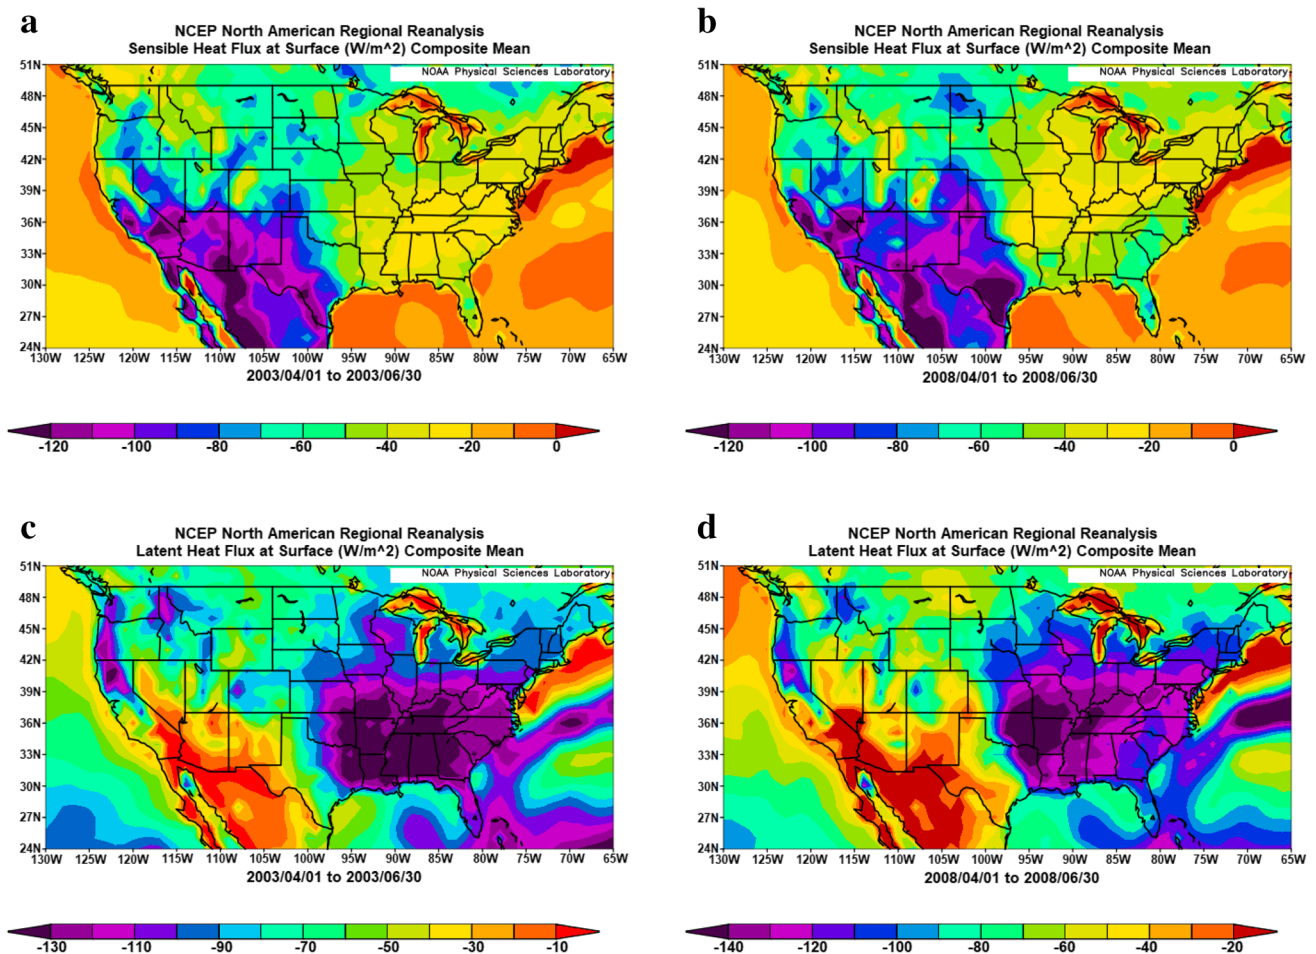 a
NCEP North American Regional Reanalysis
Sensible Heat Flux at Surface (W/m^2) Composite Mean
NOAA Physical Sciences Laboratory
51N
48N
45N
42N
39N
36N
33N
30N
27N
24N
130W 125W 120W 115W 110W 105W 100W 95W 90W 85W 80W 75W 70W 65W
2003/04/01 to 2003/06/30
-120 -100 -80 -60 -40 -20 0
b
NCEP North American Regional Reanalysis
Sensible Heat Flux at Surface (W/m^2) Composite Mean
NOAA Physical Sciences Laboratory
51N
48N
45N
42N
39N
36N
33N
30N
27N
24N
130W 125W 120W 115W 110W 105W 100W 95W 90W 85W 80W 75W 70W 65W
2008/04/01 to 2008/06/30
-120 -100 -80 -60 -40 -20 0
c
NCEP North American Regional Reanalysis
Latent Heat Flux at Surface (W/m^2) Composite Mean
NOAA Physical Sciences Laboratory
51N
48N
45N
42N
39N
36N
33N
30N
27N
24N
130W 125W 120W 115W 110W 105W 100W 95W 90W 85W 80W 75W 70W 65W
2003/04/01 to 2003/06/30
-130 -110 -90 -70 -50 -30 -10
d
NCEP North American Regional Reanalysis
Latent Heat Flux at Surface (W/m^2) Composite Mean
NOAA Physical Sciences Laboratory
51N
48N
45N
42N
39N
36N
33N
30N
27N
24N
130W 125W 120W 115W 110W 105W 100W 95W 90W 85W 80W 75W 70W 65W
2008/04/01 to 2008/06/30
-140 -120 -100 -80 -60 -40 -20